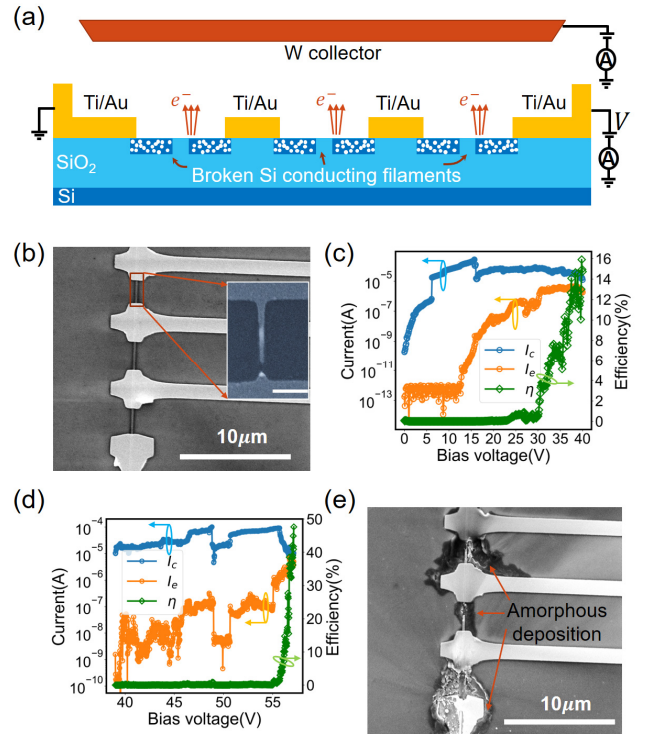 (a)
W collector
A
Ti/Au
e⁻
Ti/Au
e⁻
Ti/Au
e⁻
Ti/Au
V
A
SiO₂
Broken Si conducting filaments
Si
(b)
10μm
(c)
Current(A)
10⁻⁵
10⁻⁷
10⁻⁹
10⁻¹¹
10⁻¹³
I_c
I_e
η
16
14
12
10
8
6
4
2
0
Efficiency(%)
0 5 10 15 20 25 30 35 40
Bias voltage(V)
(d)
Current(A)
10⁻⁴
10⁻⁵
10⁻⁶
10⁻⁷
10⁻⁸
10⁻⁹
10⁻¹⁰
I_c
I_e
η
50
40
30
20
10
0
Efficiency(%)
40 45 50 55
Bias voltage(V)
(e)
Amorphous
deposition
10μm